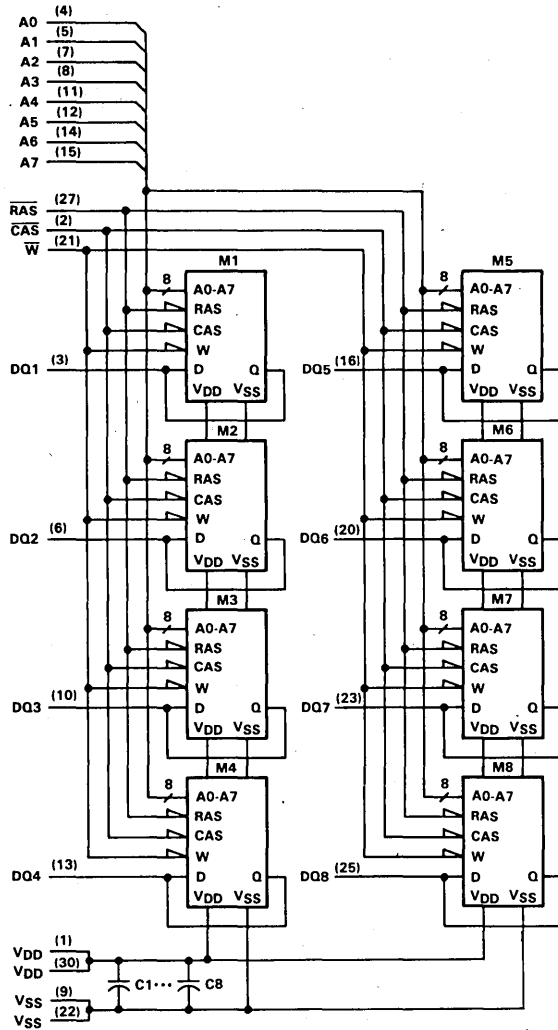 A0 (4)
A1 (5)
A2 (7)
A3 (8)
A4 (11)
A5 (12)
A6 (14)
A7 (15)
RAS (27)
CAS (2)
W (21)
M1
8 A0-A7
RAS
CAS
W
DQ1 (3) D Q
VDD VSS
M2
8 A0-A7
RAS
CAS
W
DQ2 (6) D Q
VDD VSS
M3
8 A0-A7
RAS
CAS
W
DQ3 (10) D Q
VDD VSS
M4
8 A0-A7
RAS
CAS
W
DQ4 (13) D Q
VDD VSS
M5
8 A0-A7
RAS
CAS
W
DQ5 (16) D Q
VDD VSS
M6
8 A0-A7
RAS
CAS
W
DQ6 (20) D Q
VDD VSS
M7
8 A0-A7
RAS
CAS
W
DQ7 (23) D Q
VDD VSS
M8
8 A0-A7
RAS
CAS
W
DQ8 (25) D Q
VDD VSS
VDD (1)
VDD (30)
C1 ••• C8
VSS (9)
VSS (22)